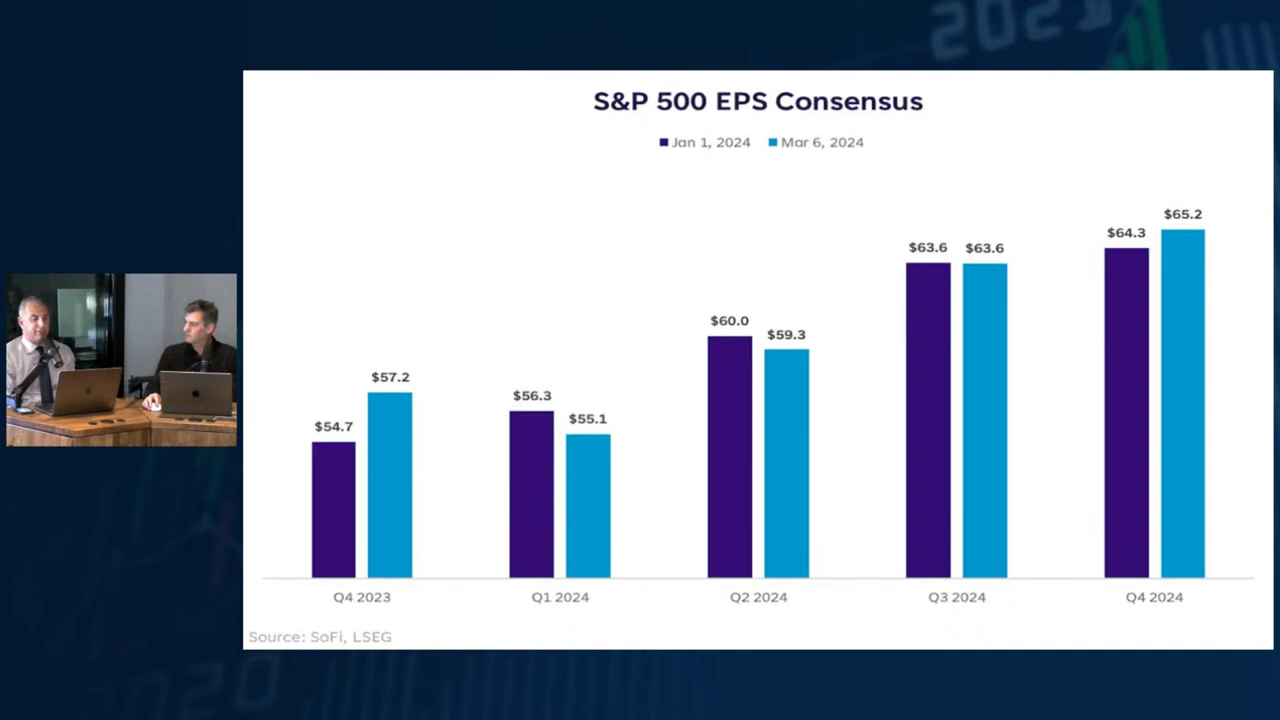 2021
S&P 500 EPS Consensus
Jan 1, 2024 Mar 6, 2024
$65.2
$64.3
$63.6 $63.6
$60.0
$59.3
$57.2
$56.3
$55.1
$54.7
Q4 2023 Q1 2024 Q2 2024 Q3 2024 Q4 2024
Source: SoFi, LSEG
2020